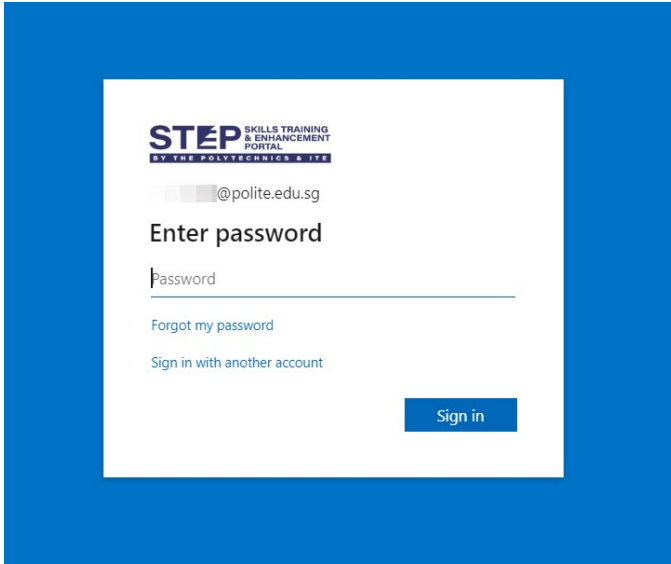 STEP SKILLS TRAINING
& ENHANCEMENT
PORTAL
BY THE POLYTECHNICS & ITE
@polite.edu.sg
Enter password
Password
Forgot my password
Sign in with another account
Sign in